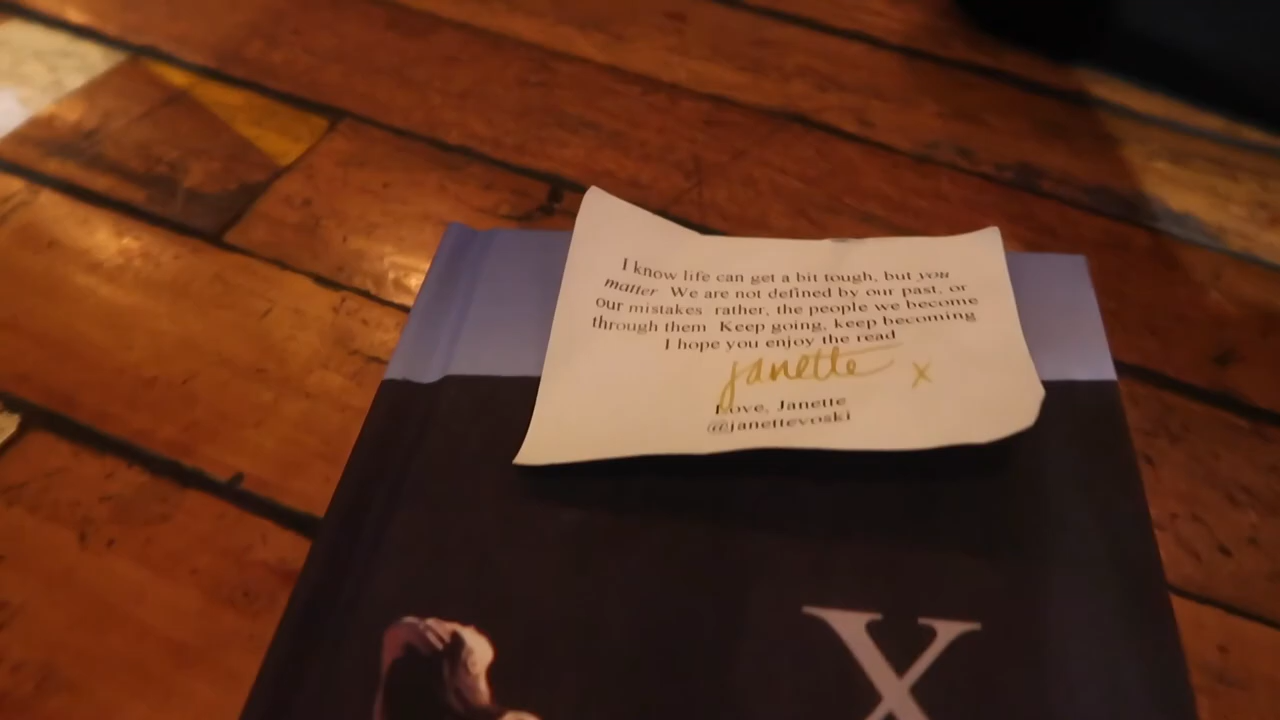 I know life can get a bit tough, but you
matter We are not defined by our past, or
our mistakes rather, the people we become
through them Keep going, keep becoming
I hope you enjoy the read
janette x
Love, Janette
@janettevoski
X